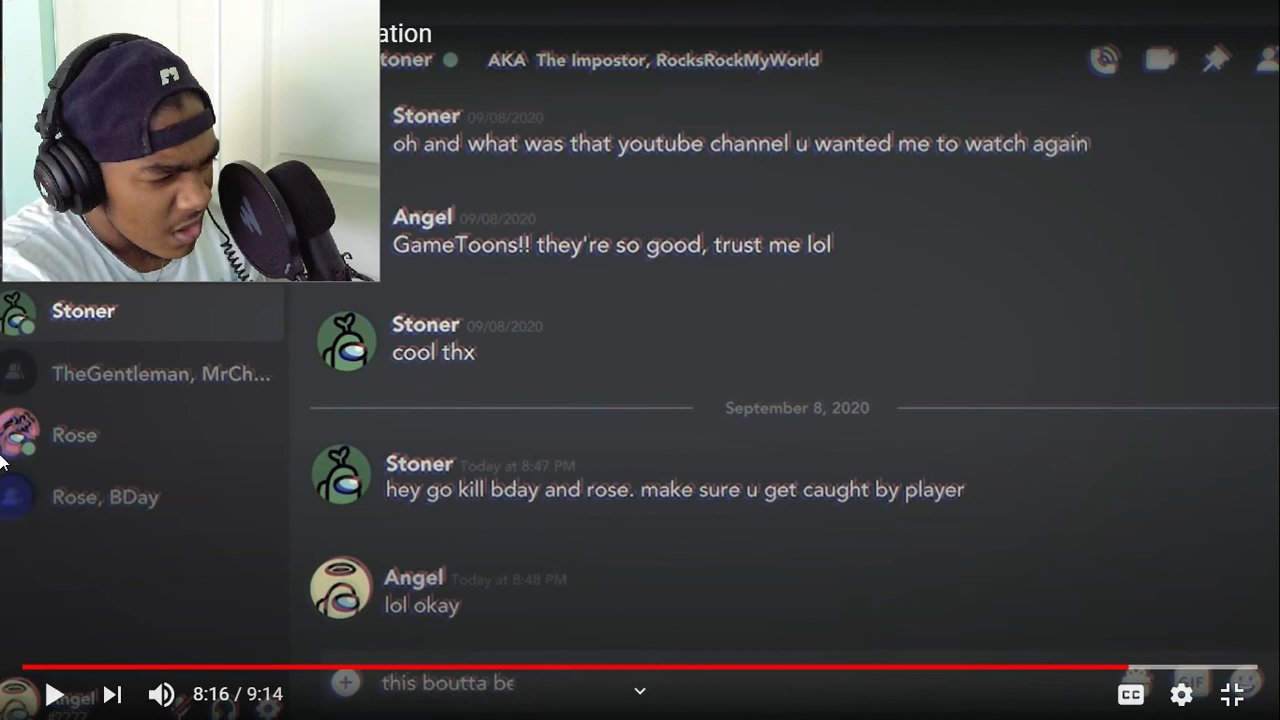 ation
toner AKA The Impostor, RocksRockMyWorld
Stoner 09/08/2020
oh and what was that youtube channel u wanted me to watch again
Angel 09/08/2020
GameToons!! they're so good, trust me lol
Stoner
Stoner 09/08/2020
cool thx
TheGentleman, MrCh...
September 8, 2020
Rose
Stoner Today at 8:47 PM
hey go kill bday and rose. make sure u get caught by player
Rose, BDay
Angel Today at 8:48 PM
lol okay
this boutta be
8:16 / 9:14
CC
GIF
Angel
#7777